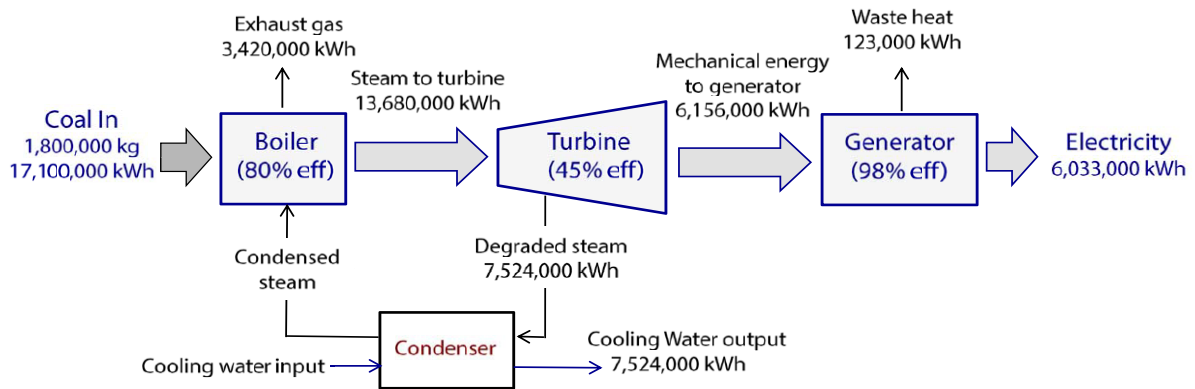 Exhaust gas
3,420,000 kWh
Waste heat
123,000 kWh
Steam to turbine
13,680,000 kWh
Mechanical energy
to generator
6,156,000 kWh
Coal In
1,800,000 kg
17,100,000 kWh
Boiler
(80% eff)
Turbine
(45% eff)
Generator
(98% eff)
Electricity
6,033,000 kWh
Condensed
steam
Degraded steam
7,524,000 kWh
Condenser
Cooling water input
Cooling Water output
7,524,000 kWh